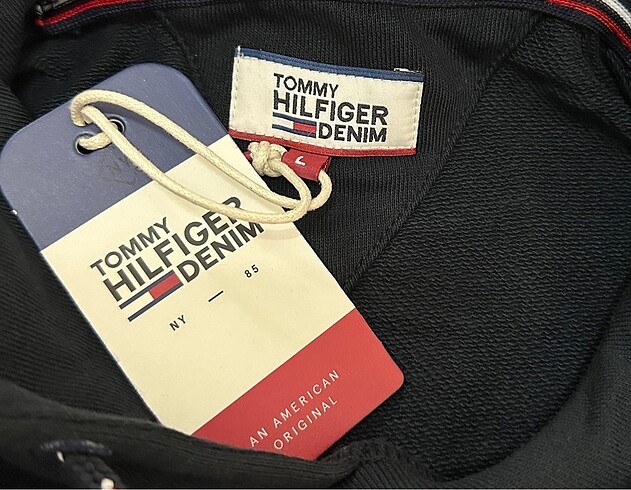 TOMMY
HILFIGER
DENIM
L
TOMMY
HILFIGER
DENIM
NY — 85
AN AMERICAN
ORIGINAL